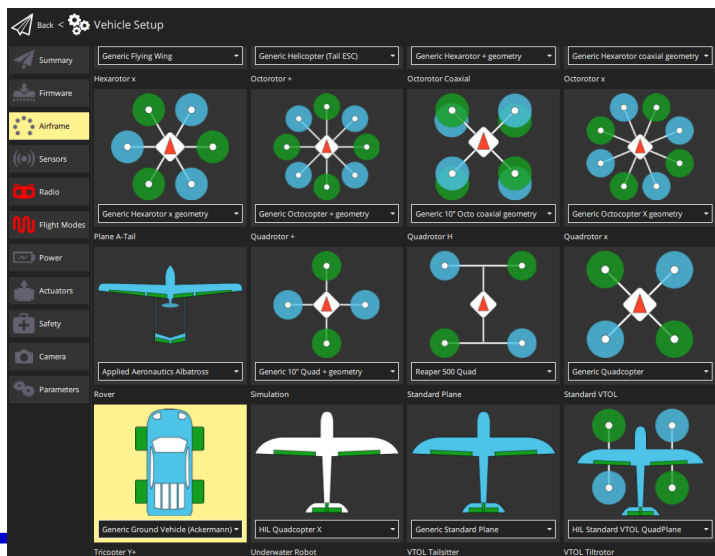 Back < Vehicle Setup
Summary
Firmware
Airframe
Sensors
Radio
Flight Modes
Power
Actuators
Safety
Camera
Parameters
Generic Flying Wing
Generic Helicopter (Tail ESC)
Generic Hexarotor + geometry
Generic Hexarotor coaxial geometry
Hexarotor x
Octorotor +
Octorotor Coaxial
Octorotor x
Generic Hexarotor x geometry
Generic Octocopter + geometry
Generic 10" Octo coaxial geometry
Generic Octocopter X geometry
Plane A-Tail
Quadrotor +
Quadrotor H
Quadrotor x
Applied Aeronautics Albatross
Generic 10" Quad + geometry
Reaper 500 Quad
Generic Quadcopter
Rover
Simulation
Standard Plane
Standard VTOL
Generic Ground Vehicle (Ackermann)
HIL Quadcopter X
Generic Standard Plane
HIL Standard VTOL QuadPlane
Tricopter Y+
Underwater Robot
VTOL Tailsitter
VTOL Tiltrotor